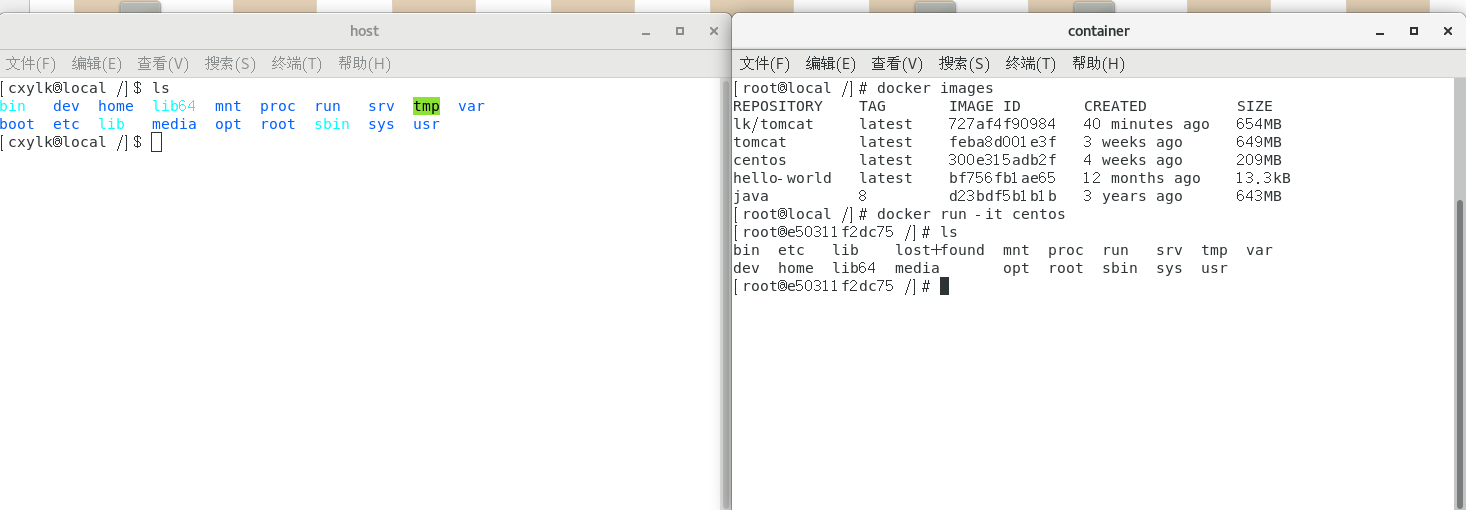 host
文件(F) 编辑(E) 查看(V) 搜索(S) 终端(T) 帮助(H)
[cxylk@local /]$ ls
bin dev home lib64 mnt proc run srv tmp var
boot etc lib media opt root sbin sys usr
[cxylk@local /]$
container
文件(F) 编辑(E) 查看(V) 搜索(S) 终端(T) 帮助(H)
[root@local /]# docker images
REPOSITORY TAG IMAGE ID CREATED SIZE
lk/tomcat latest 727af4f90984 40 minutes ago 654MB
tomcat latest feba8d001e3f 3 weeks ago 649MB
centos latest 300e315adb2f 4 weeks ago 209MB
hello-world latest bf756fb1ae65 12 months ago 13.3kB
java 8 d23bdf5b1b1b 3 years ago 643MB
[root@local /]# docker run -it centos
[root@e50311f2dc75 /]# ls
bin etc lib lost+found mnt proc run srv tmp var
dev home lib64 media opt root sbin sys usr
[root@e50311f2dc75 /]#